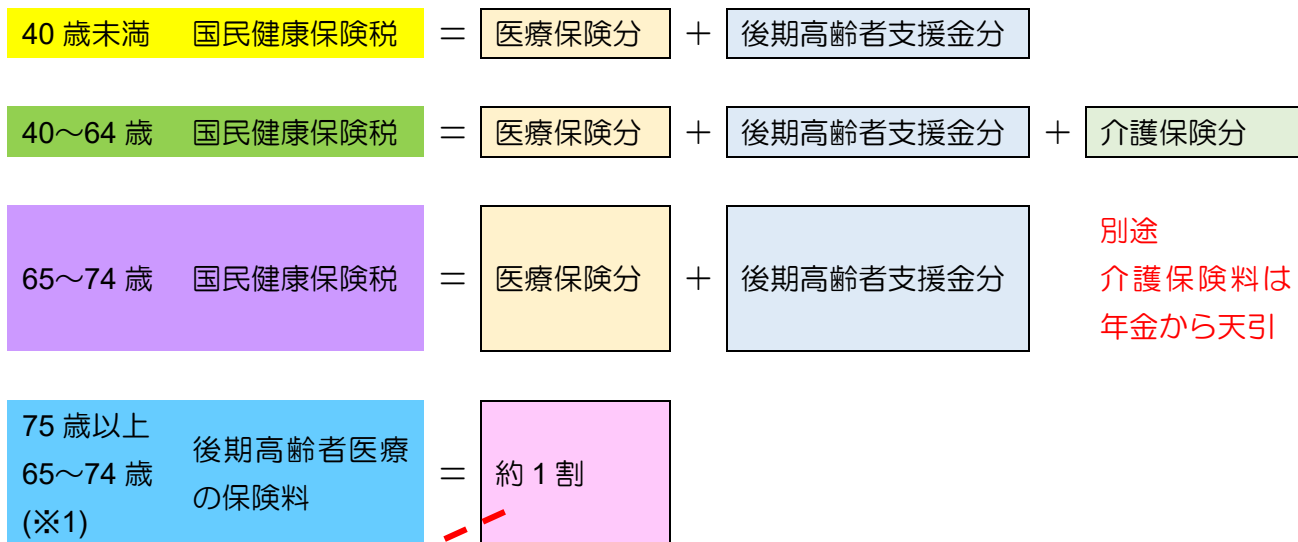 40 歳未満 国民健康保険税 = 医療保険分 + 後期高齢者支援金分
40~64 歳 国民健康保険税 = 医療保険分 + 後期高齢者支援金分 + 介護保険分
65~74 歳 国民健康保険税 = 医療保険分 + 後期高齢者支援金分
別途
介護保険料は
年金から天引
75 歳以上
65~74 歳
(※1)
後期高齢者医療
の保険料
= 約 1 割